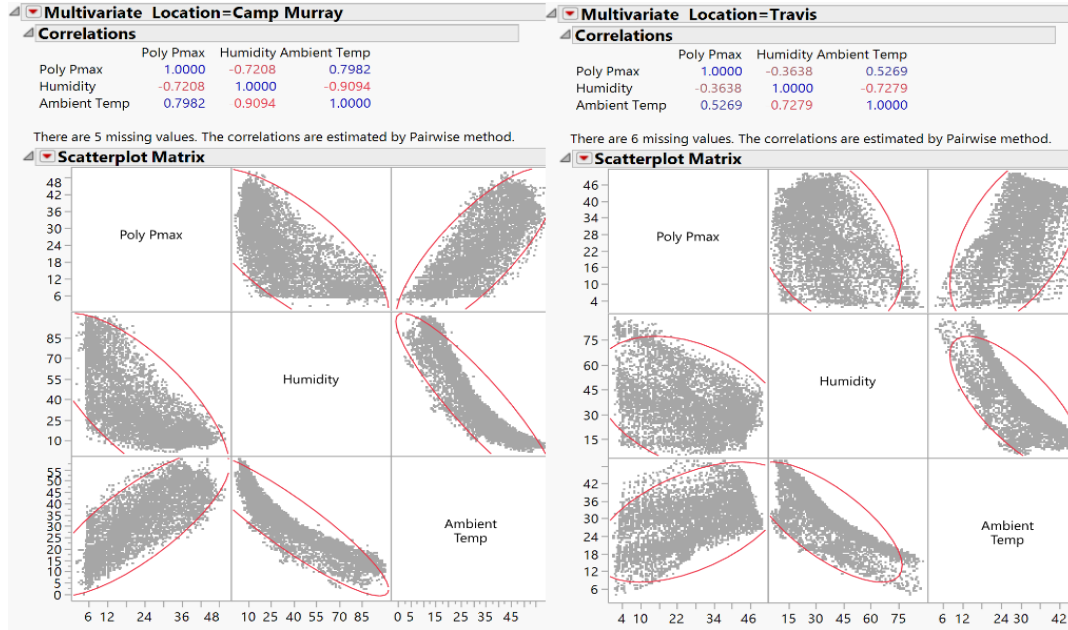 Multivariate Location=Camp Murray
Correlations
Poly Pmax Humidity Ambient Temp
Poly Pmax 1.0000 -0.7208 0.7982
Humidity -0.7208 1.0000 -0.9094
Ambient Temp 0.7982 -0.9094 1.0000
There are 5 missing values. The correlations are estimated by Pairwise method.
Scatterplot Matrix
48
42
36
30
24
18
12
6
Poly Pmax
85
70
55
40
25
10
Humidity
55
50
45
40
35
30
25
20
15
10
5
0
Ambient
Temp
6 12 24 36 48
10 25 40 55 70 85
0 5 15 25 35 45
Multivariate Location=Travis
Correlations
Poly Pmax Humidity Ambient Temp
Poly Pmax 1.0000 -0.3638 0.5269
Humidity -0.3638 1.0000 -0.7279
Ambient Temp 0.5269 0.7279 1.0000
There are 6 missing values. The correlations are estimated by Pairwise method.
Scatterplot Matrix
46
40
34
28
22
16
10
4
Poly Pmax
75
60
45
30
15
Humidity
42
36
30
24
18
12
6
Ambient
Temp
4 10 22 34 46
15 30 45 60 75
6 12 24 30 42